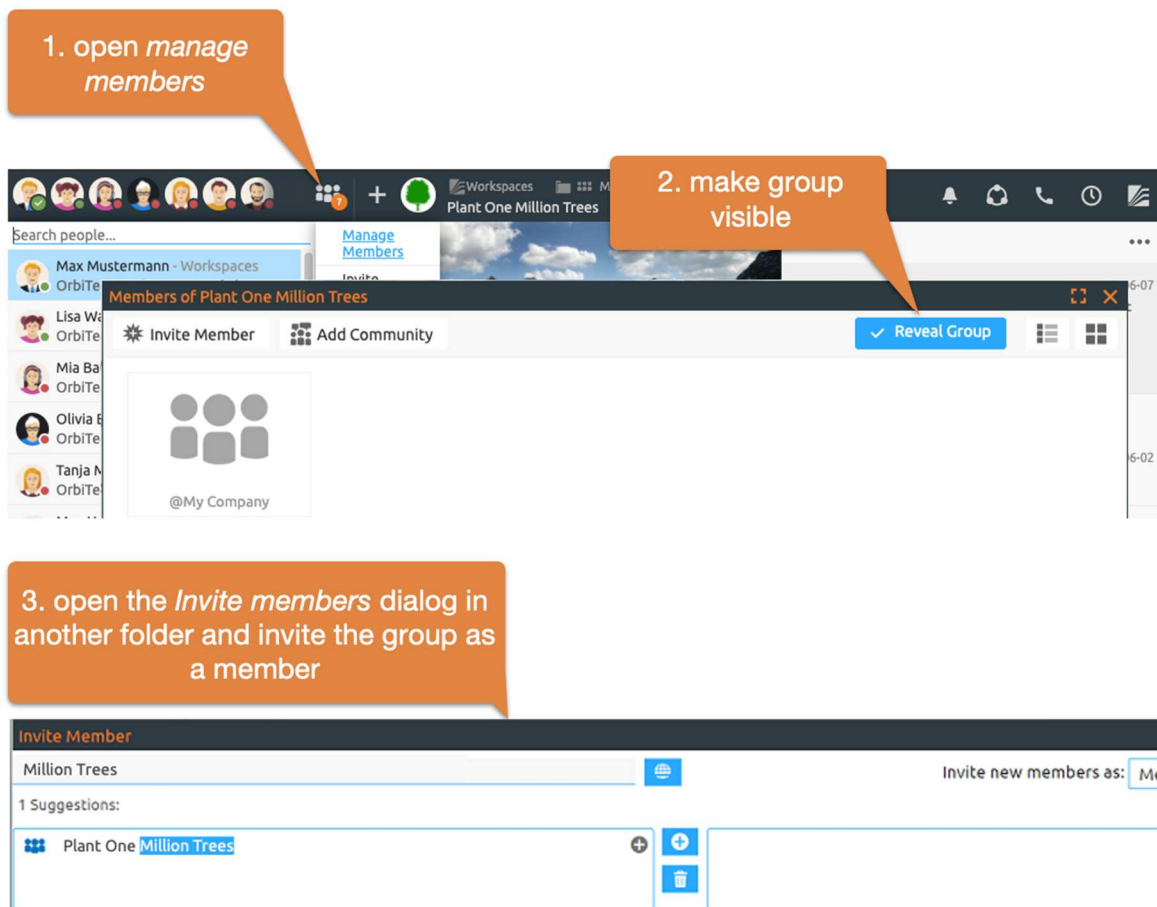 1. open manage
members
2. make group
visible
7
Workspaces
Plant One Million Trees
Search people...
Manage
Members
Max Mustermann - Workspaces
Members of Plant One Million Trees
Invite Member
Add Community
Reveal Group
@My Company
3. open the Invite members dialog in
another folder and invite the group as
a member
Invite Member
Million Trees
Invite new members as:
1 Suggestions:
Plant One Million Trees